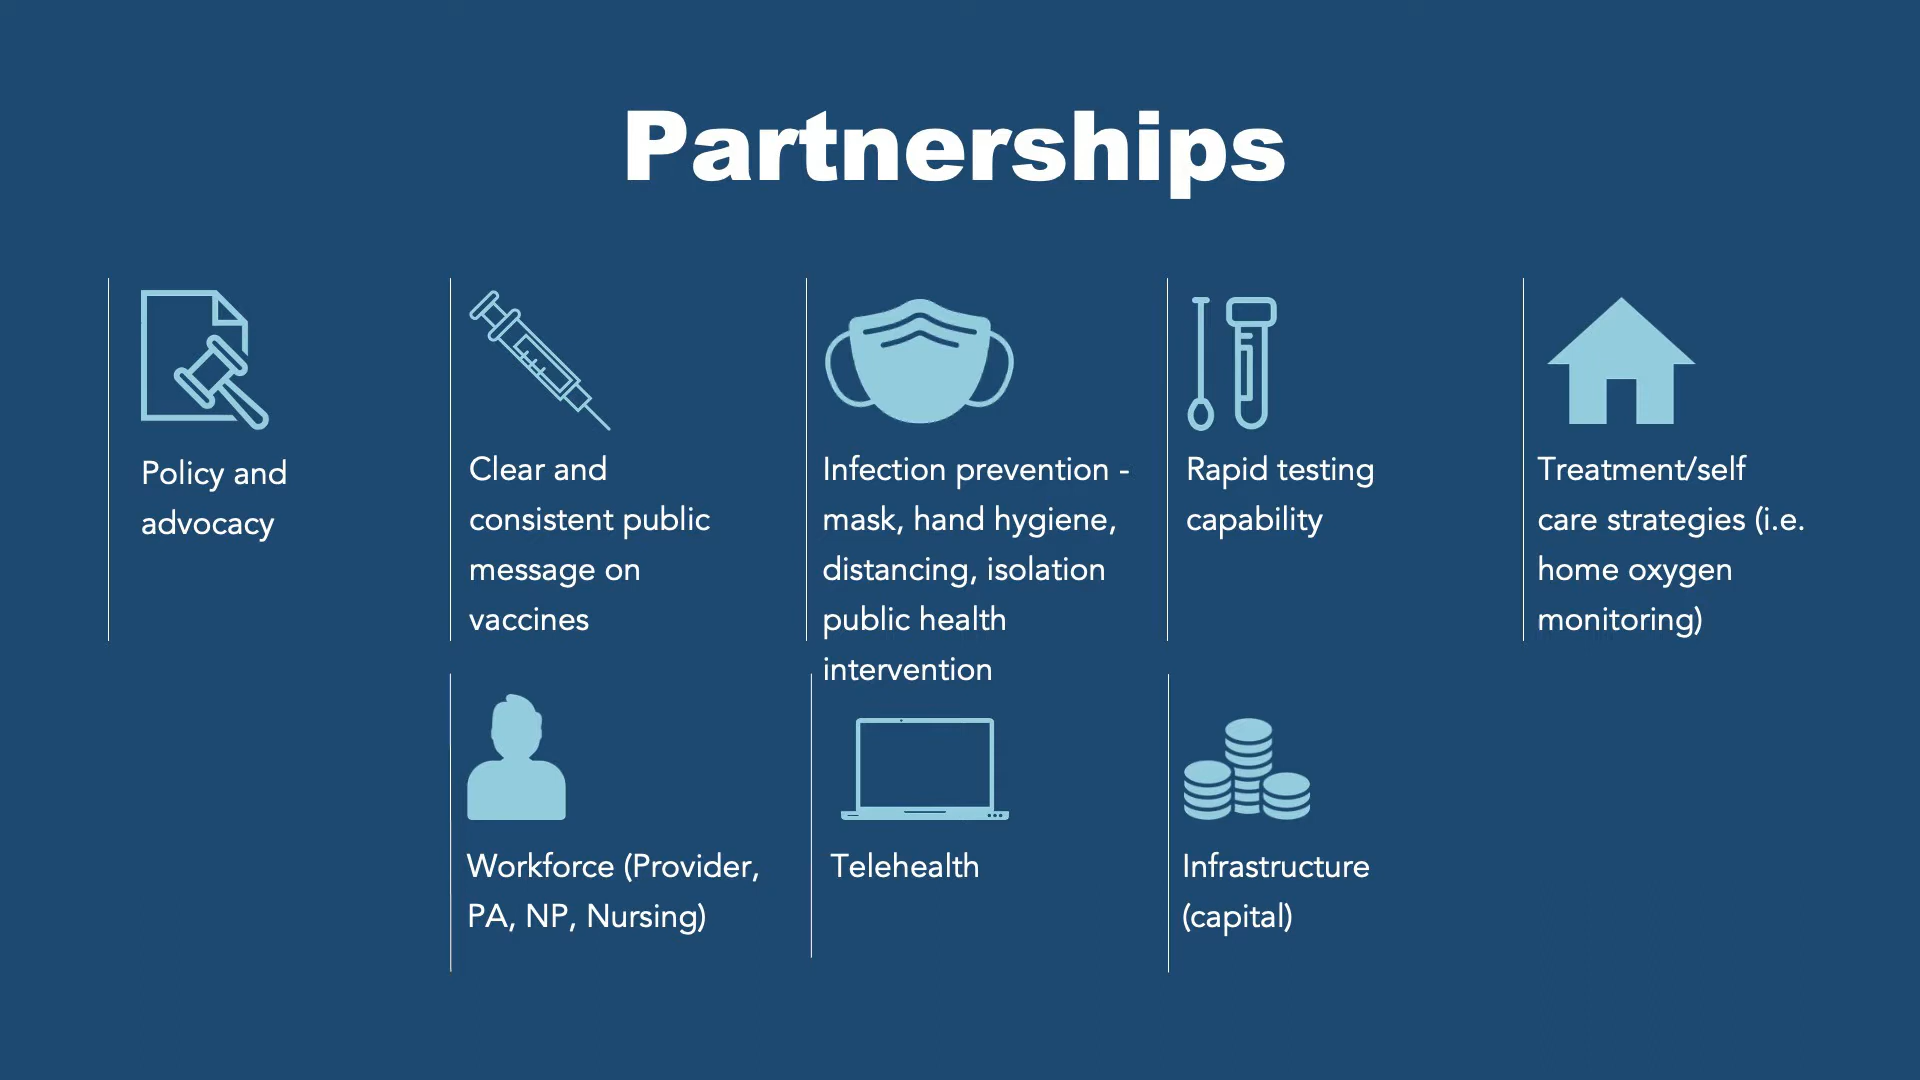 Partnerships
Policy and
advocacy
Clear and
consistent public
message on
vaccines
Infection prevention -
mask, hand hygiene,
distancing, isolation
public health
intervention
Rapid testing
capability
Treatment/self
care strategies (i.e.
home oxygen
monitoring)
Workforce (Provider,
PA, NP, Nursing)
Telehealth
Infrastructure
(capital)